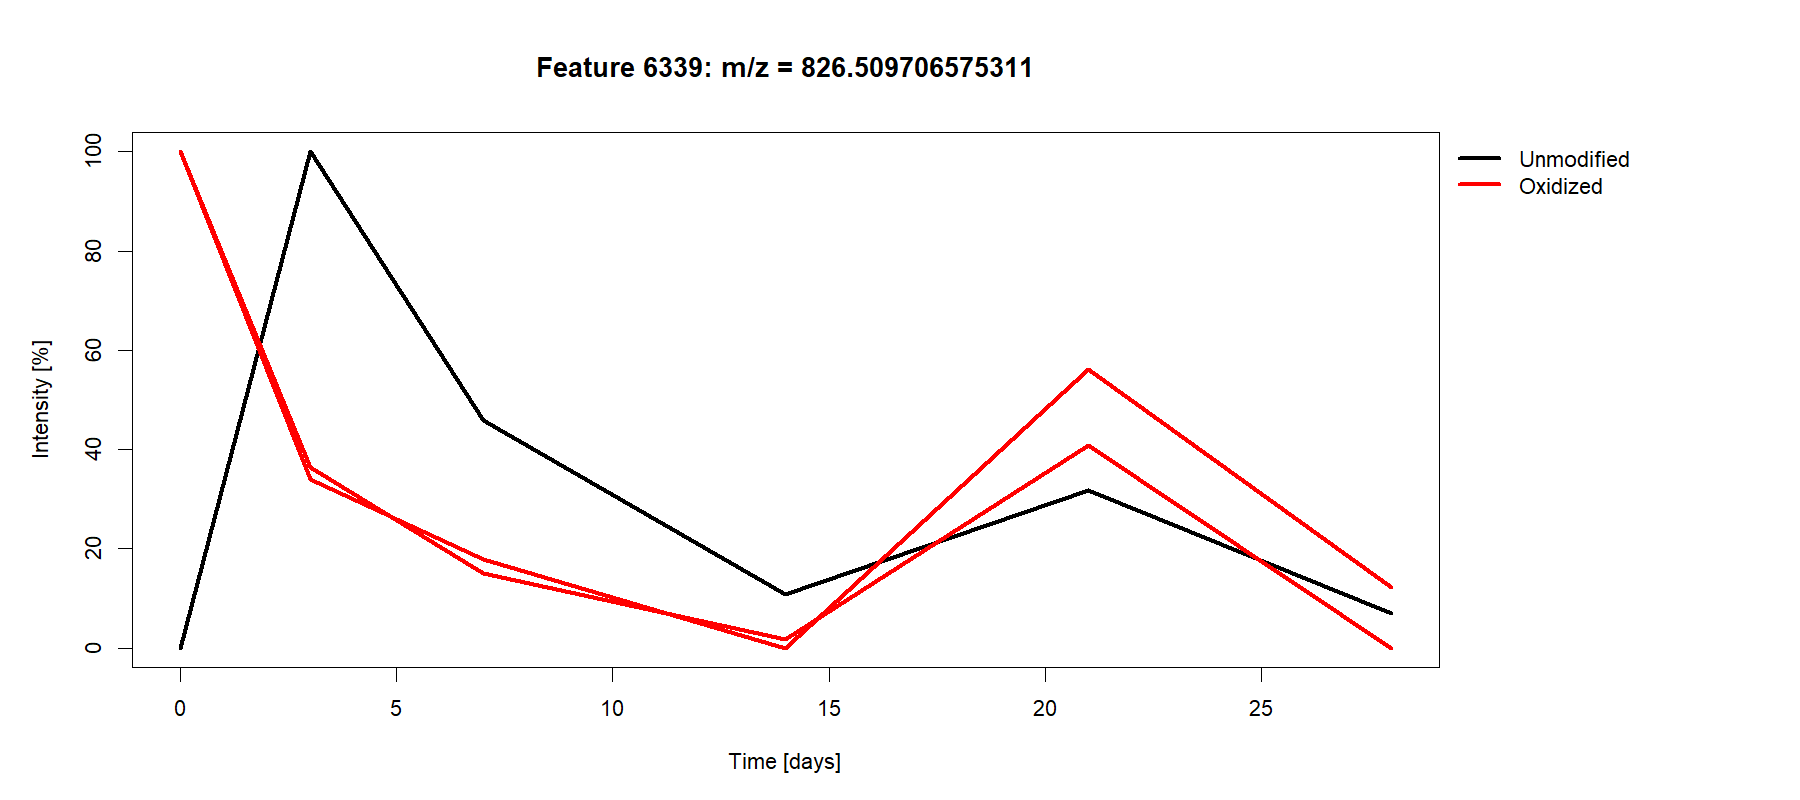 Feature 6339: m/z = 826.509706575311
Unmodified
Oxidized
Intensity [%]
100
80
60
40
20
0
0 5 10 15 20 25
Time [days]